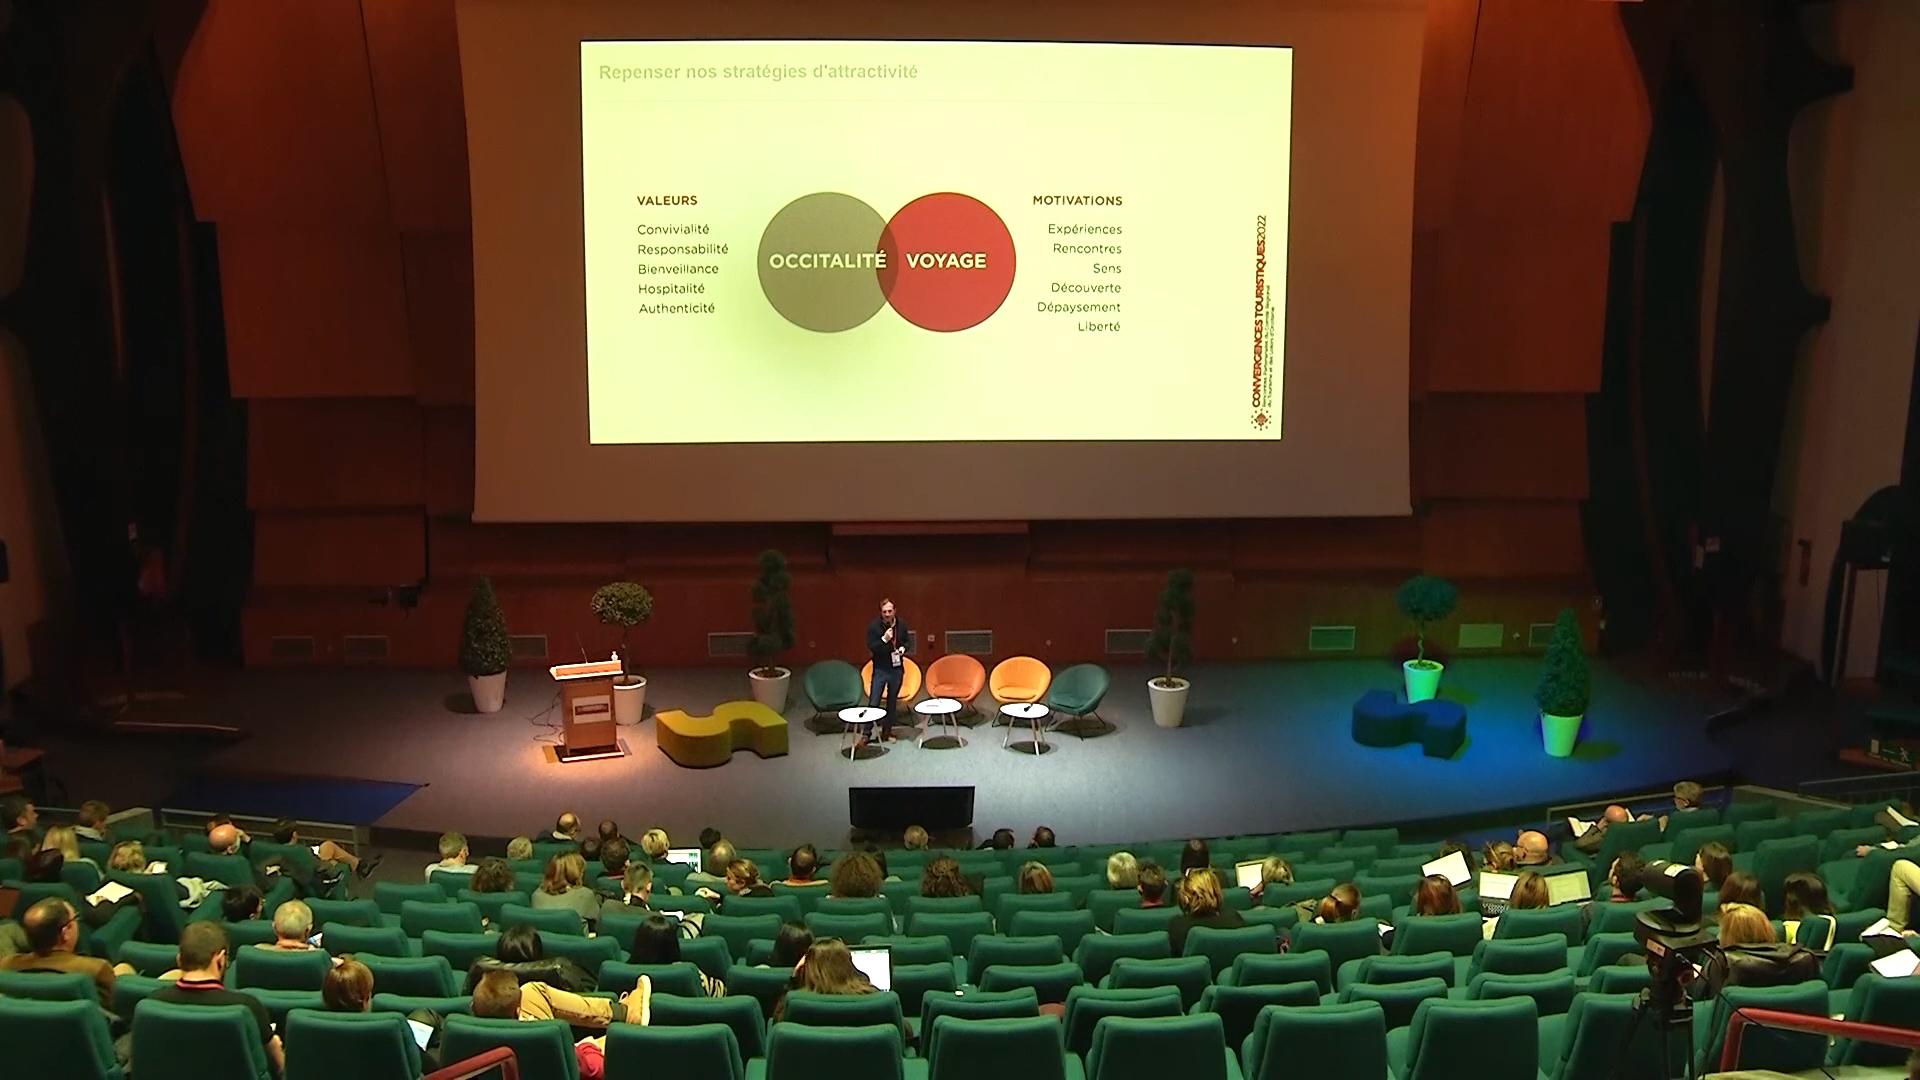 Repenser nos stratégies d'attractivité
VALEURS
Convivialité
Responsabilité
Bienveillance
Hospitalité
Authenticité
OCCITALITÉ
VOYAGE
MOTIVATIONS
Expériences
Rencontres
Sens
Découverte
Dépaysement
Liberté
CONVERGENCES TOURISTIQUES 2022